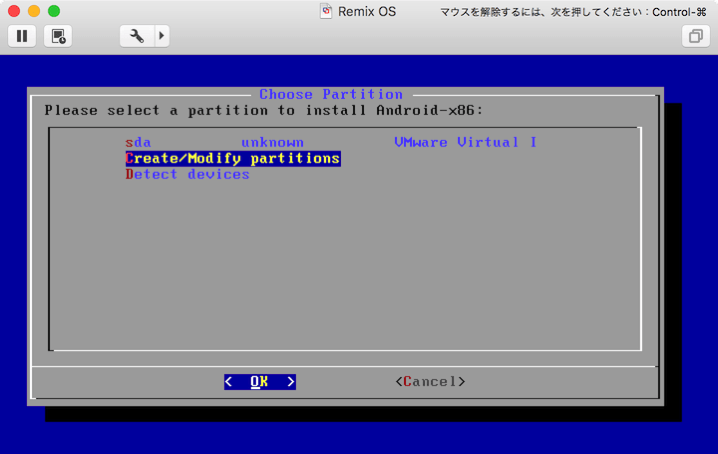 Remix OS
マウスを解除するには、次を押してください：Control-⌘
Choose Partition
Please select a partition to install Android-x86:
sda unknown VMware Virtual I
Create/Modify partitions
Detect devices
< OK > <Cancel>